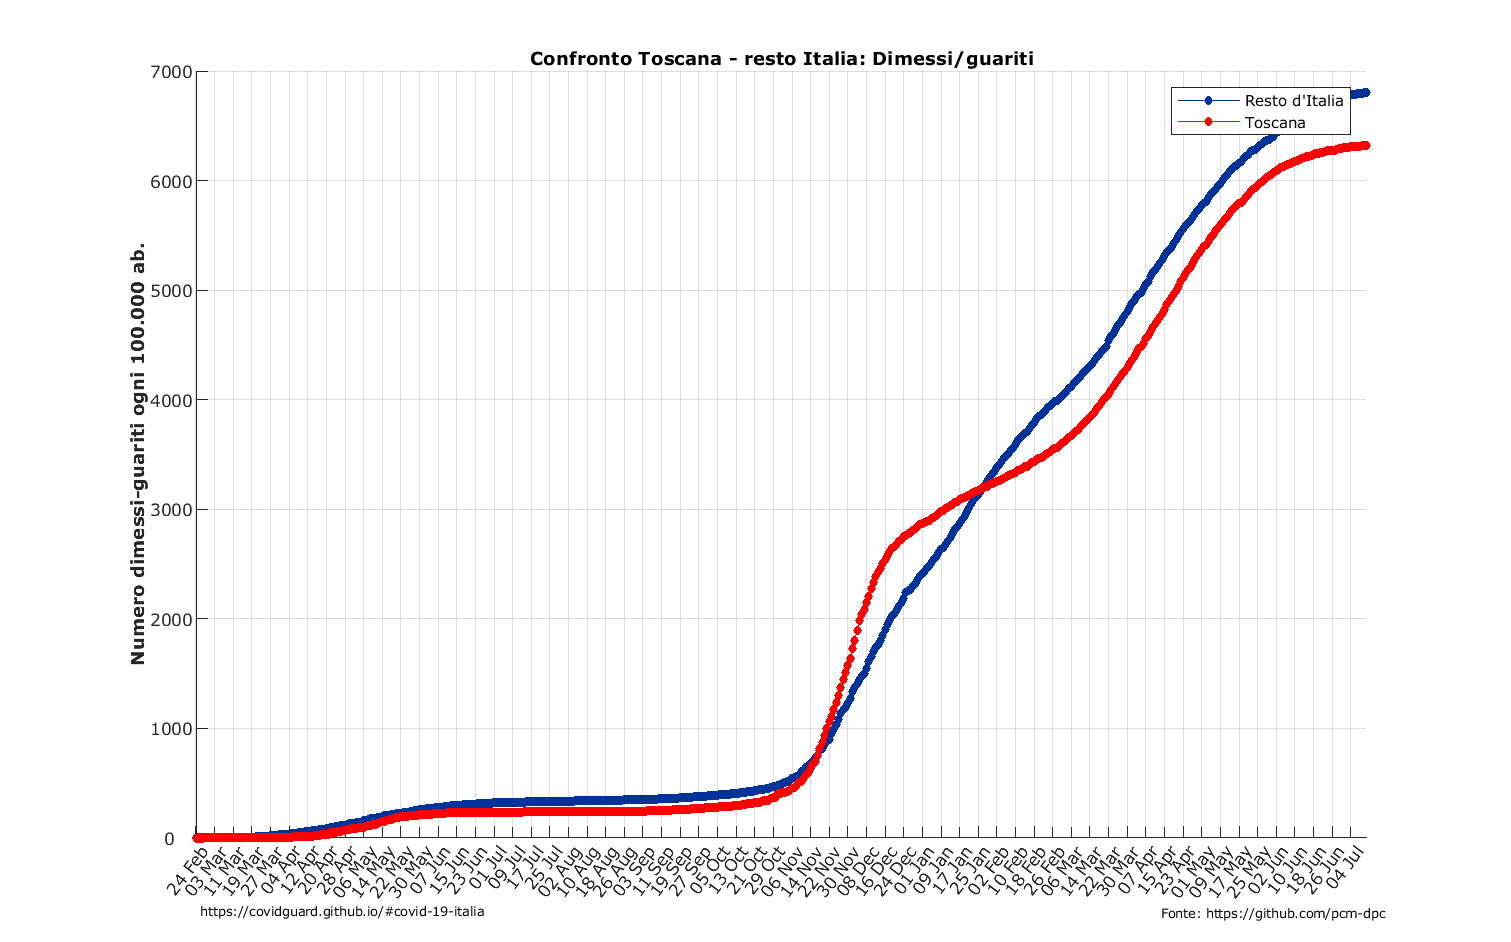 Confronto Toscana - resto Italia: Dimessi/guariti
Resto d'Italia
Toscana
Numero dimessi-guariti ogni 100.000 ab.
7000
6000
5000
4000
3000
2000
1000
0
24 Feb
03 Mar
11 Mar
19 Mar
27 Mar
04 Apr
12 Apr
20 Apr
28 Apr
06 May
14 May
22 May
30 May
07 Jun
15 Jun
23 Jun
01 Jul
09 Jul
17 Jul
25 Jul
02 Aug
10 Aug
18 Aug
26 Aug
03 Sep
11 Sep
19 Sep
27 Sep
05 Oct
13 Oct
21 Oct
29 Oct
06 Nov
14 Nov
22 Nov
30 Nov
08 Dec
16 Dec
24 Dec
01 Jan
09 Jan
17 Jan
25 Jan
02 Feb
10 Feb
18 Feb
26 Feb
06 Mar
14 Mar
22 Mar
30 Mar
07 Apr
15 Apr
23 Apr
01 May
09 May
17 May
25 May
02 Jun
10 Jun
18 Jun
26 Jun
04 Jul
https://covidguard.github.io/#covid-19-italia
Fonte: https://github.com/pcm-dpc